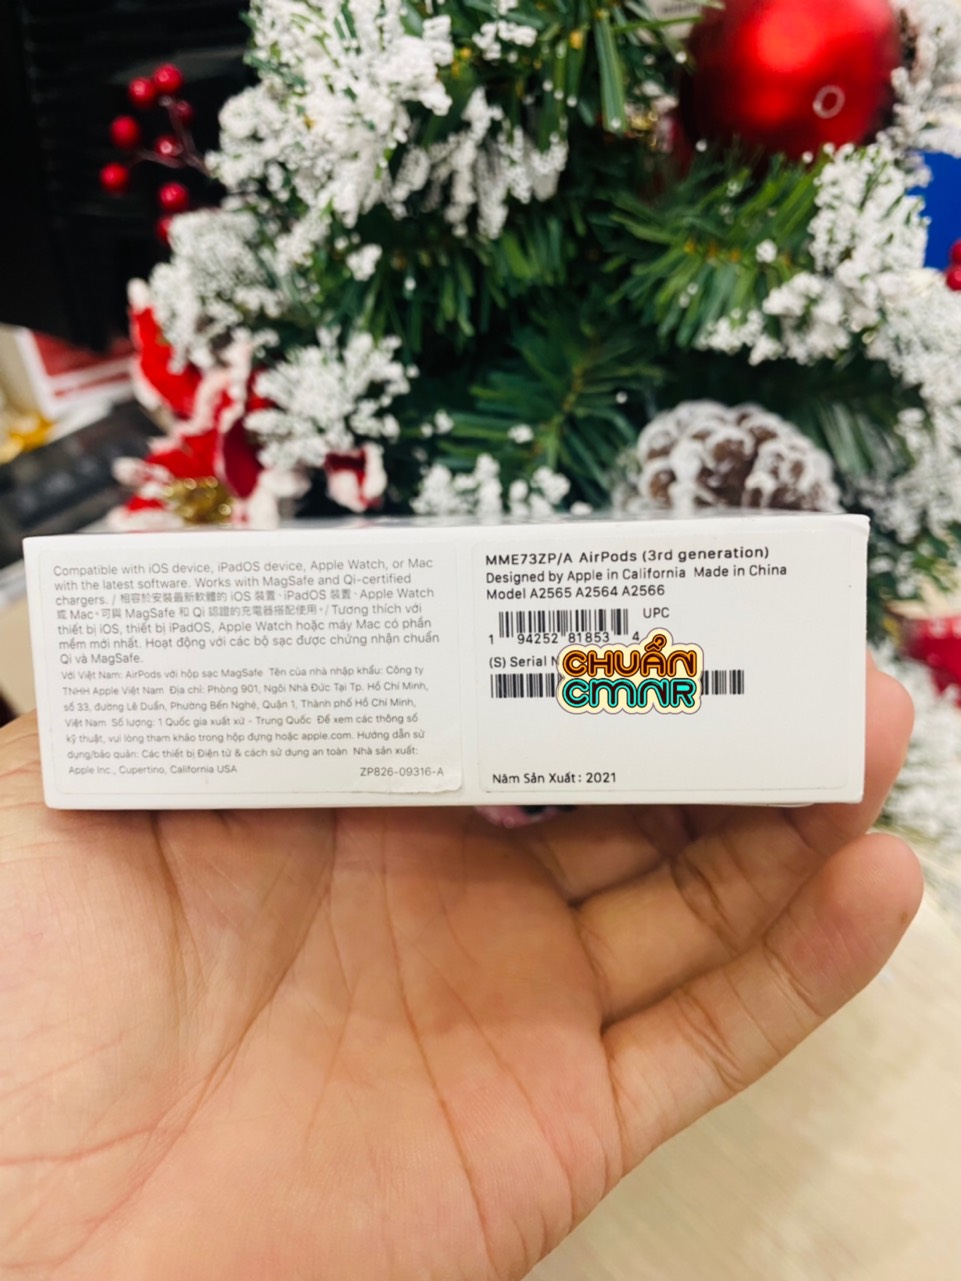 Compatible with iOS device, iPadOS device, Apple Watch, or Mac
with the latest software. Works with MagSafe and Qi-certified
chargers. / 相容於安裝最新軟體的 iOS 裝置、iPadOS 裝置、Apple Watch
或 Mac。可與 MagSafe 和 Qi 認證的充電器搭配使用。/ Tương thích với
thiết bị iOS, thiết bị iPadOS, Apple Watch hoặc máy Mac có phần
mềm mới nhất. Hoạt động với các bộ sạc được chứng nhận chuẩn
Qi và MagSafe.
Với Việt Nam: AirPods với hộp sạc MagSafe Tên của nhà nhập khẩu: Công ty
TNHH Apple Việt Nam Địa chỉ: Phòng 901, Ngôi Nhà Đức Tại Tp. Hồ Chí Minh,
số 33, đường Lê Duẩn, Phường Bến Nghé, Quận 1, Thành phố Hồ Chí Minh,
Việt Nam Số lượng: 1 Quốc gia xuất xứ - Trung Quốc Để xem các thông số
kỹ thuật, vui lòng tham khảo trong hộp đựng hoặc apple.com. Hướng dẫn sử
dụng/bảo quản: Các thiết bị Điện tử & cách sử dụng an toàn Nhà sản xuất:
Apple Inc., Cupertino, California USA
ZP826-09316-A
MME73ZP/A AirPods (3rd generation)
Designed by Apple in California Made in China
Model A2565 A2564 A2566
UPC
1 94252 81853 4
(S) Serial N
CHUẨN
CMNR
Năm Sản Xuất: 2021